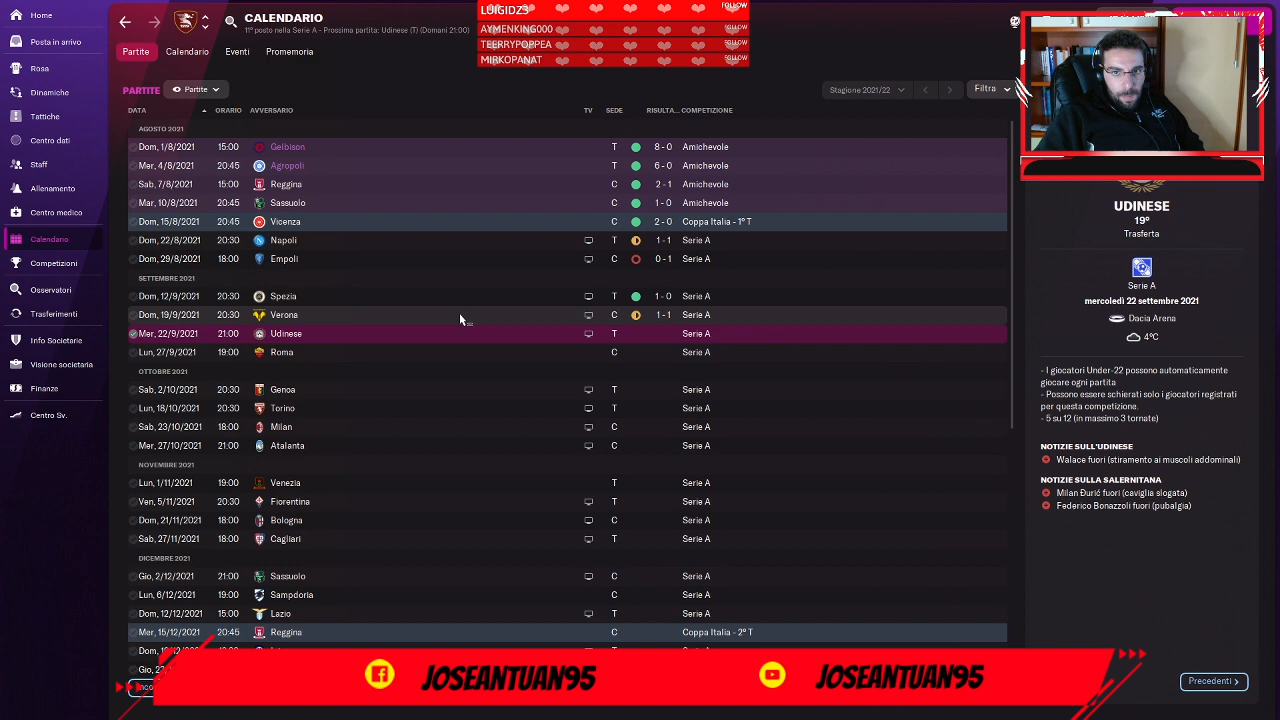 Home
Posta in arrivo
Rosa
Dinamiche
Tattiche
Centro dati
Staff
Allenamento
Centro medico
Calendario
Competizioni
Osservatori
Trasferimenti
Info Societarie
Visione societaria
Finanze
Centro Sv.
CALENDARIO
11° posto nella Serie A - Prossima partita: Udinese (T) (Domani 21:00)
Partite Calendario Eventi Promemoria
LUIGIDZ3 FOLLOW
AYMENKING000 FOLLOW
TEERRYPOPPEA FOLLOW
MIRKOPANAT FOLLOW
PARTITE Partite Stagione 2021/22 Filtra
DATA ORARIO AVVERSARIO TV SEDE RISULTA... COMPETIZIONE
AGOSTO 2021
Dom, 1/8/2021 15:00 Gelbison T 8 - 0 Amichevole
Mer, 4/8/2021 20:45 Agropoli T 6 - 0 Amichevole
Sab, 7/8/2021 15:00 Reggina C 2 - 1 Amichevole
Mar, 10/8/2021 20:45 Sassuolo C 1 - 0 Amichevole
Dom, 15/8/2021 20:45 Vicenza C 2 - 0 Coppa Italia - 1° T
Dom, 22/8/2021 20:30 Napoli T 1 - 1 Serie A
Dom, 29/8/2021 18:00 Empoli C 0 - 1 Serie A
SETTEMBRE 2021
Dom, 12/9/2021 20:30 Spezia T 1 - 0 Serie A
Dom, 19/9/2021 20:30 Verona C 1 - 1 Serie A
Mer, 22/9/2021 21:00 Udinese T Serie A
Lun, 27/9/2021 19:00 Roma C Serie A
OTTOBRE 2021
Sab, 2/10/2021 20:30 Genoa T Serie A
Lun, 18/10/2021 20:30 Torino T Serie A
Sab, 23/10/2021 18:00 Milan C Serie A
Mer, 27/10/2021 21:00 Atalanta C Serie A
NOVEMBRE 2021
Lun, 1/11/2021 19:00 Venezia T Serie A
Ven, 5/11/2021 20:30 Fiorentina T Serie A
Dom, 21/11/2021 18:00 Bologna C Serie A
Sab, 27/11/2021 18:00 Cagliari T Serie A
DICEMBRE 2021
Gio, 2/12/2021 21:00 Sassuolo C Serie A
Lun, 6/12/2021 19:00 Sampdoria C Serie A
Dom, 12/12/2021 15:00 Lazio T Serie A
Mer, 15/12/2021 20:45 Reggina C Coppa Italia - 2° T
UDINESE
19°
Trasferta
Serie A
mercoledì 22 settembre 2021
Dacia Arena
4°C
- I giocatori Under-22 possono automaticamente
giocare ogni partita
- Possono essere schierati solo i giocatori registrati
per questa competizione.
- 5 su 12 (in massimo 3 tornate)
NOTIZIE SULL'UDINESE
Walace fuori (stiramento ai muscoli addominali)
NOTIZIE SULLA SALERNITANA
Milan Đurić fuori (caviglia slogata)
Federico Bonazzoli fuori (pubalgia)
Precedenti
JOSEANTUAN95 JOSEANTUAN95